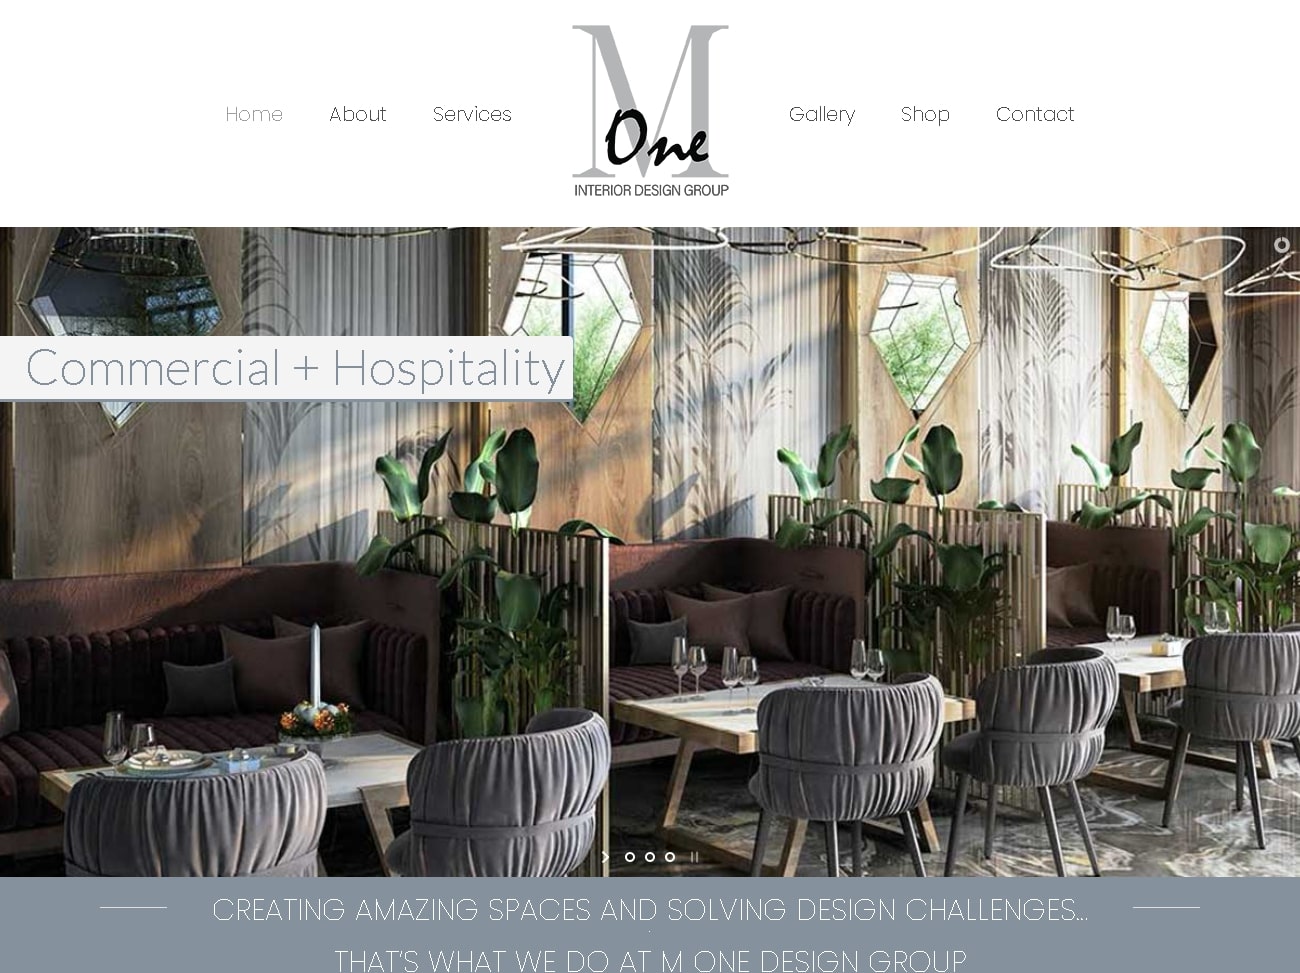 Home About Services
M
One
INTERIOR DESIGN GROUP
Gallery Shop Contact
Commercial + Hospitality
CREATING AMAZING SPACES AND SOLVING DESIGN CHALLENGES...
THAT'S WHAT WE DO AT M ONE DESIGN GROUP